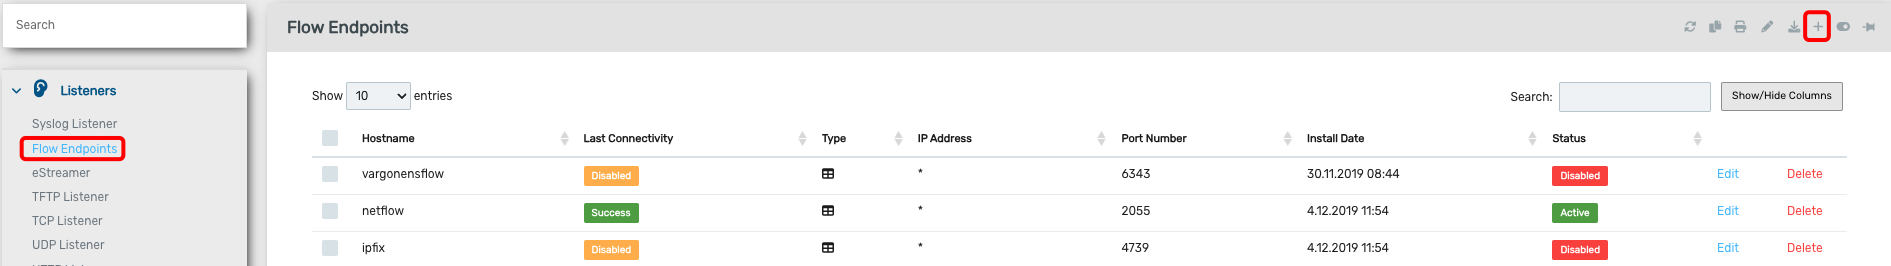 Search
Listeners
Syslog Listener
Flow Endpoints
eStreamer
TFTP Listener
TCP Listener
UDP Listener
Flow Endpoints
Show 10 entries
Search:
Show/Hide Columns
Hostname Last Connectivity Type IP Address Port Number Install Date Status
vargonensflow Disabled * 6343 30.11.2019 08:44 Disabled Edit Delete
netflow Success * 2055 4.12.2019 11:54 Active Edit Delete
ipfix Disabled * 4739 4.12.2019 11:54 Disabled Edit Delete